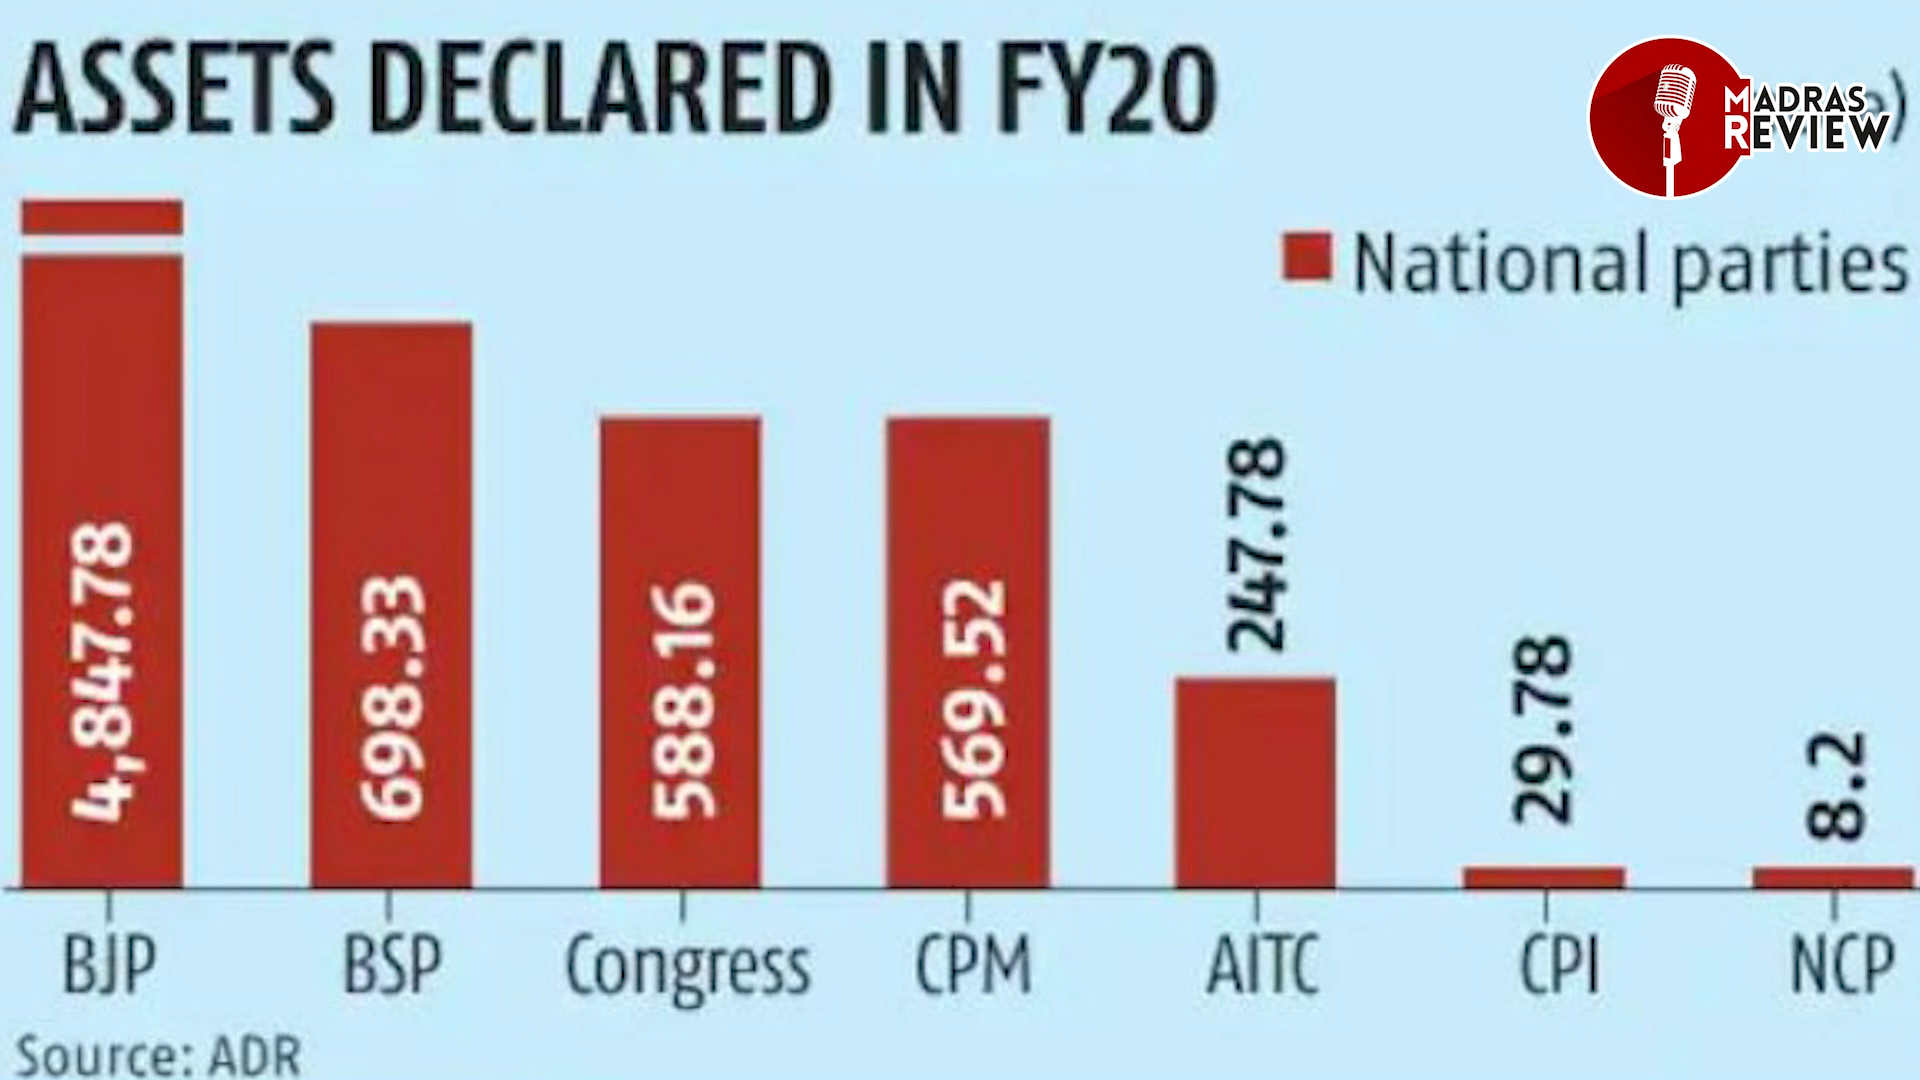 ASSETS DECLARED IN FY20
MADRAS
REVIEW
)
National parties
4,847.78
698.33
588.16
569.52
247.78
29.78
8.2
BJP BSP Congress CPM AITC CPI NCP
Source: ADR